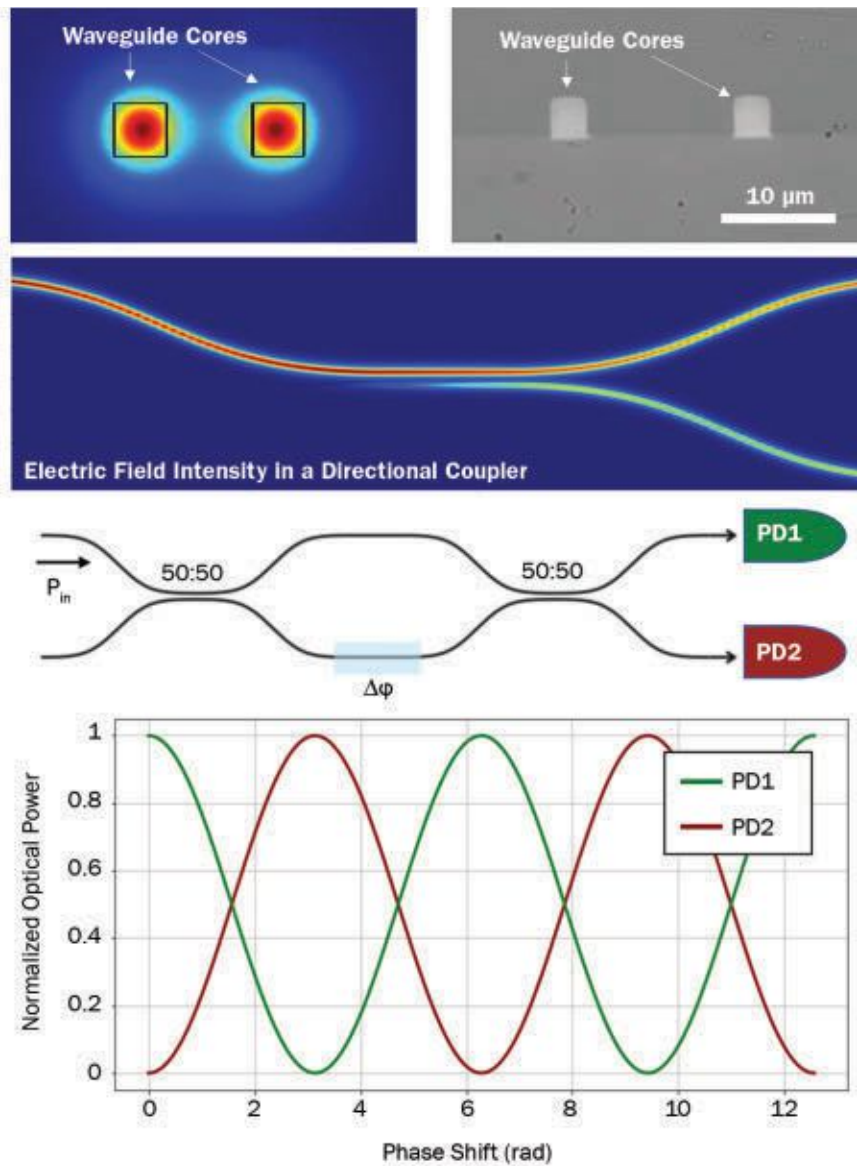 Waveguide Cores
Waveguide Cores
10 µm
Electric Field Intensity in a Directional Coupler
P_in
50:50
50:50
PD1
PD2
Δφ
Normalized Optical Power
1
0.8
0.6
0.4
0.2
0
PD1
PD2
0 2 4 6 8 10 12
Phase Shift (rad)